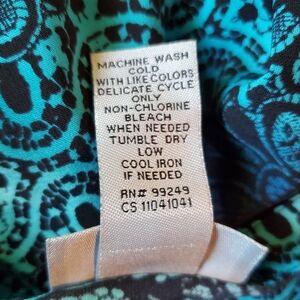 MACHINE WASH
COLD
WITH LIKE COLORS
DELICATE CYCLE
ONLY
NON-CHLORINE
BLEACH
WHEN NEEDED
TUMBLE DRY
LOW
COOL IRON
IF NEEDED
RN# 99249
CS 11041041